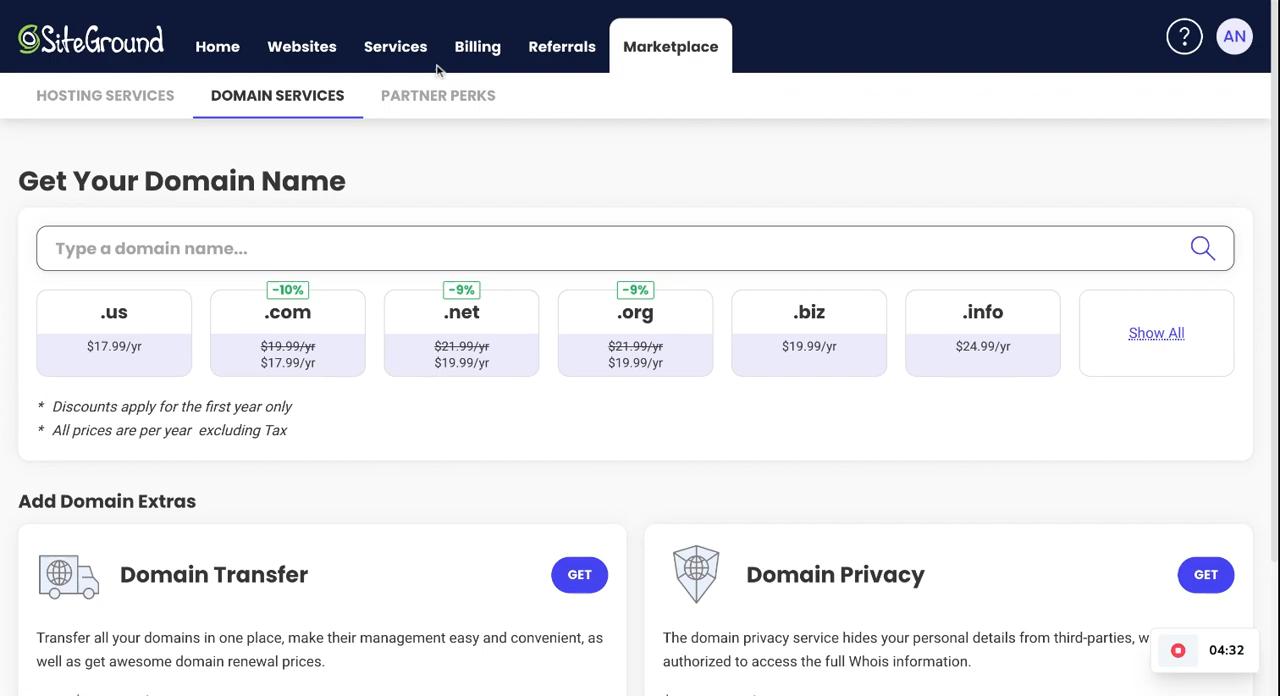 SiteGround Home Websites Services Billing Referrals Marketplace ? AN
HOSTING SERVICES DOMAIN SERVICES PARTNER PERKS
Get Your Domain Name
Type a domain name...
-10% -9% -9%
.us .com .net .org .biz .info Show All
$17.99/yr $19.99/yr $21.99/yr $21.99/yr $19.99/yr $24.99/yr
$17.99/yr $19.99/yr $19.99/yr
* Discounts apply for the first year only
* All prices are per year excluding Tax
Add Domain Extras
Domain Transfer GET Domain Privacy GET
Transfer all your domains in one place, make their management easy and convenient, as
well as get awesome domain renewal prices.
The domain privacy service hides your personal details from third-parties, w
authorized to access the full Whois information.
04:32